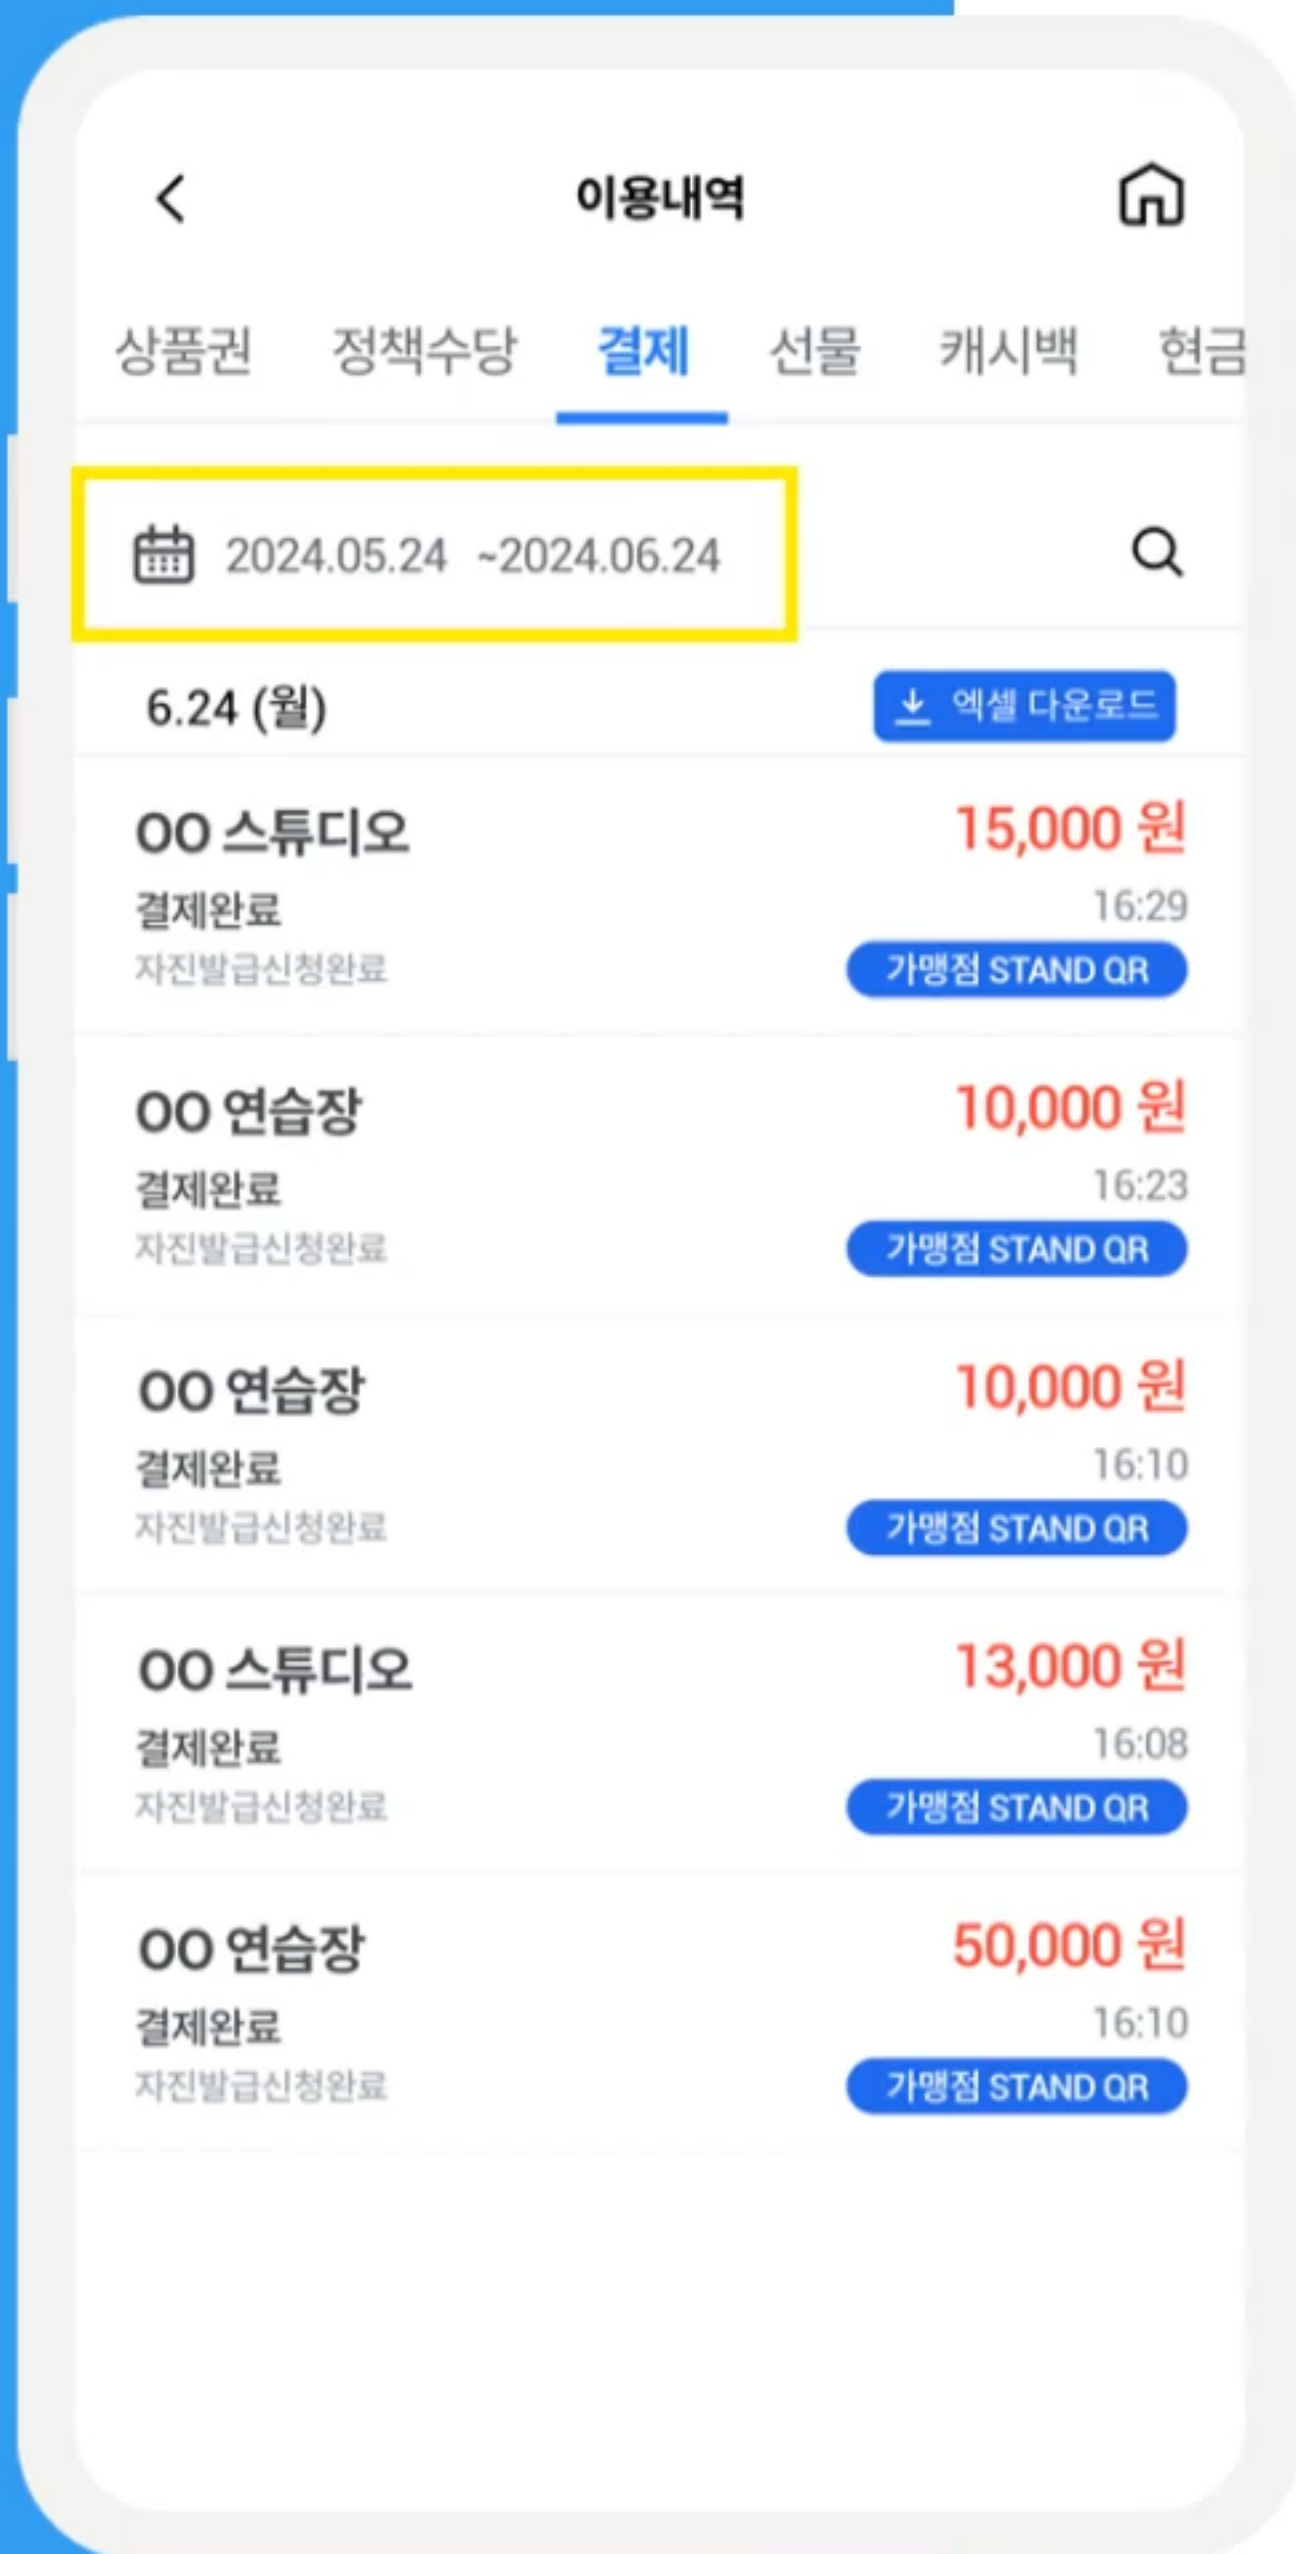 이용내역
상품권 정책수당 결제 선물 캐시백 현금
2024.05.24 ~2024.06.24
6.24 (월) 엑셀 다운로드
OO 스튜디오 15,000 원
결제완료 16:29
자진발급신청완료 가맹점 STAND QR
OO 연습장 10,000 원
결제완료 16:23
자진발급신청완료 가맹점 STAND QR
OO 연습장 10,000 원
결제완료 16:10
자진발급신청완료 가맹점 STAND QR
OO 스튜디오 13,000 원
결제완료 16:08
자진발급신청완료 가맹점 STAND QR
OO 연습장 50,000 원
결제완료 16:10
자진발급신청완료 가맹점 STAND QR